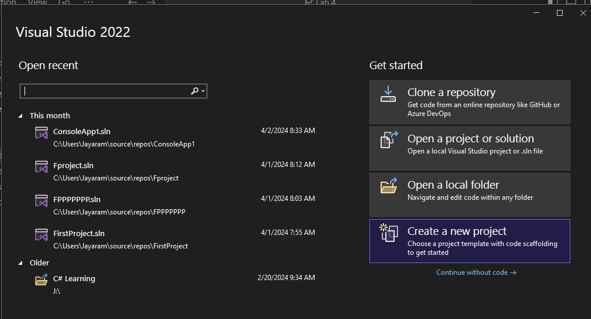 View Go ... Lab 4
Visual Studio 2022
Open recent
This month
ConsoleApp1.sln 4/2/2024 8:33 AM
C:\Users\Jayaram\source\repos\ConsoleApp1
Fproject.sln 4/1/2024 8:12 AM
C:\Users\Jayaram\source\repos\Fproject
FPPPPPPP.sln 4/1/2024 8:03 AM
C:\Users\Jayaram\source\repos\FPPPPPPP
FirstProject.sln 4/1/2024 7:55 AM
C:\Users\Jayaram\source\repos\FirstProject
Older
C# Learning 2/20/2024 9:34 AM
J:\
Get started
Clone a repository
Get code from an online repository like GitHub or
Azure DevOps
Open a project or solution
Open a local Visual Studio project or .sln file
Open a local folder
Navigate and edit code within any folder
Create a new project
Choose a project template with code scaffolding
to get started
Continue without code →